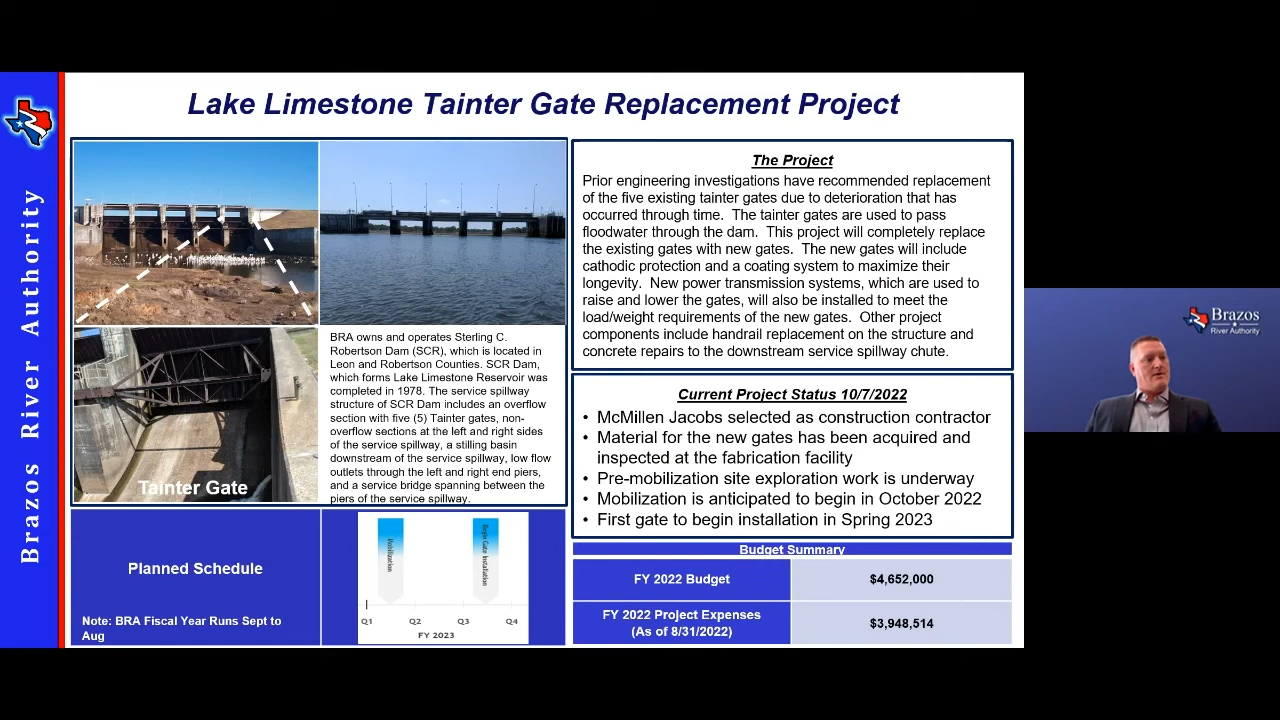 Lake Limestone Tainter Gate Replacement Project
Brazos River Authority
Tainter Gate
BRA owns and operates Sterling C.
Robertson Dam (SCR), which is located in
Leon and Robertson Counties. SCR Dam,
which forms Lake Limestone Reservoir was
completed in 1978. The service spillway
structure of SCR Dam includes an overflow
section with five (5) Tainter gates, non-
overflow sections at the left and right sides
of the service spillway, a stilling basin
downstream of the service spillway, low flow
outlets through the left and right end piers,
and a service bridge spanning between the
piers of the service spillway.
The Project
Prior engineering investigations have recommended replacement
of the five existing tainter gates due to deterioration that has
occurred through time.  The tainter gates are used to pass
floodwater through the dam.  This project will completely replace
the existing gates with new gates.  The new gates will include
cathodic protection and a coating system to maximize their
longevity.  New power transmission systems, which are used to
raise and lower the gates, will also be installed to meet the
load/weight requirements of the new gates.  Other project
components include handrail replacement on the structure and
concrete repairs to the downstream service spillway chute.
Current Project Status 10/7/2022
• McMillen Jacobs selected as construction contractor
• Material for the new gates has been acquired and
inspected at the fabrication facility
• Pre-mobilization site exploration work is underway
• Mobilization is anticipated to begin in October 2022
• First gate to begin installation in Spring 2023
Planned Schedule
Note: BRA Fiscal Year Runs Sept to
Aug
Mobilization
Begin Gate Installation
Q1 Q2 Q3 Q4
FY 2023
Budget Summary
FY 2022 Budget
$4,652,000
FY 2022 Project Expenses
(As of 8/31/2022)
$3,948,514
Brazos
River Authority